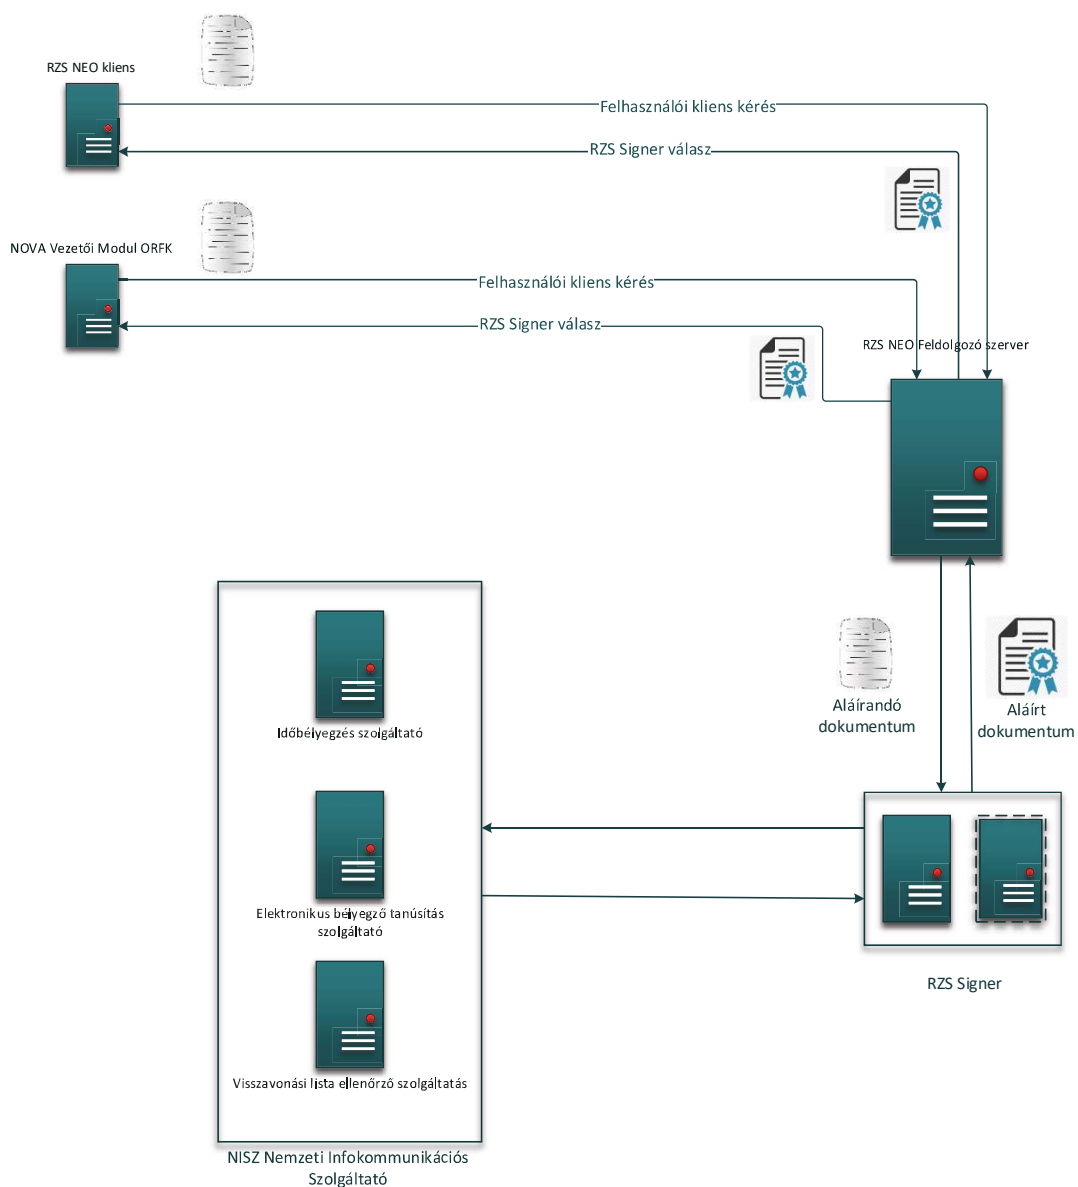 RZS NEO kliens
Felhasználói kliens kérés
RZS Signer válasz
NOVA Vezetői Modul ORFK
Felhasználói kliens kérés
RZS Signer válasz
RZS NEO Feldolgozó szerver
Aláírandó
dokumentum
Aláírt
dokumentum
Időbélyegzés szolgáltató
Elektronikus bélyegző tanúsítás
szolgáltató
RZS Signer
Visszavonási lista ellenőrző szolgáltatás
NISZ Nemzeti Infokommunikációs
Szolgáltató